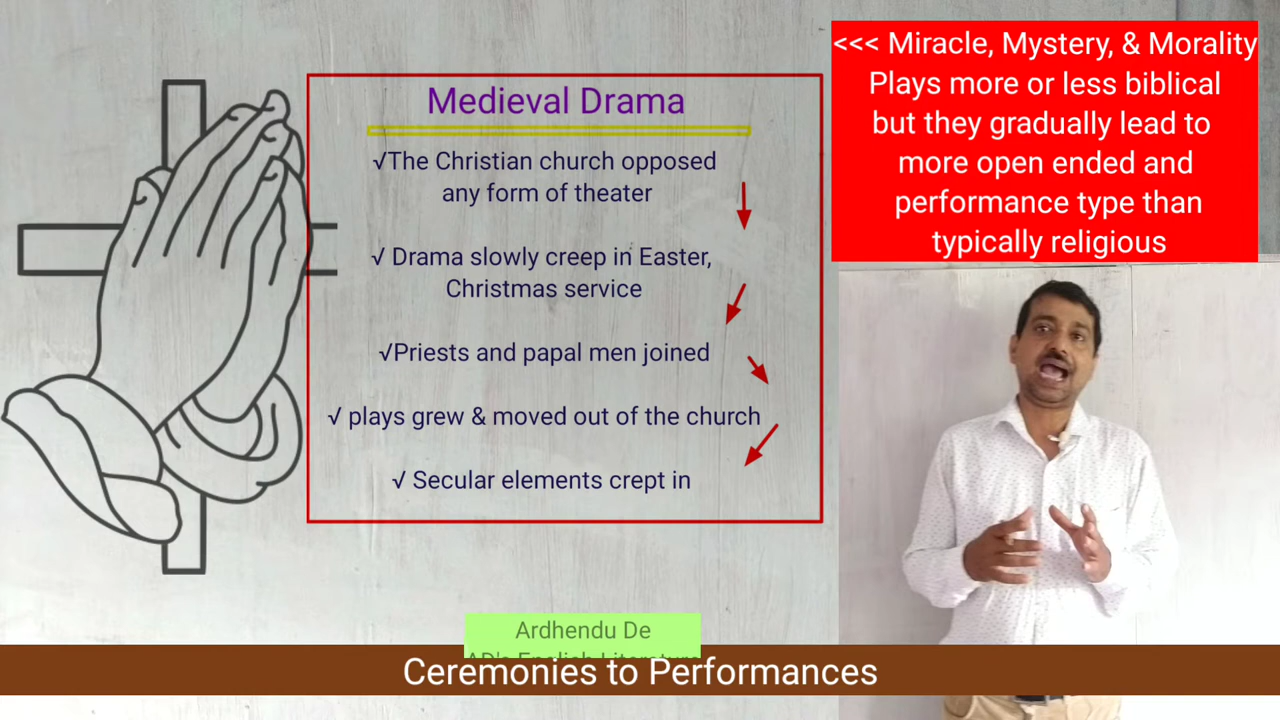 Medieval Drama
√The Christian church opposed
any form of theater
√ Drama slowly creep in Easter,
Christmas service
√Priests and papal men joined
√ plays grew & moved out of the church
√ Secular elements crept in
<<< Miracle, Mystery, & Morality
Plays more or less biblical
but they gradually lead to
more open ended and
performance type than
typically religious
Ardhendu De
AD's English Literature
Ceremonies to Performances